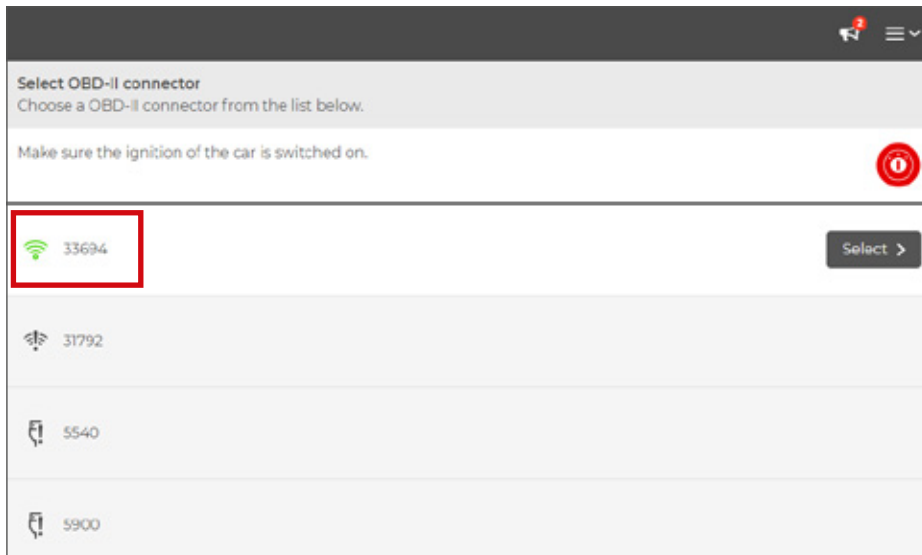 2
Select OBD-II connector
Choose a OBD-II connector from the list below.
Make sure the ignition of the car is switched on.
33694
Select >
31792
5540
5900